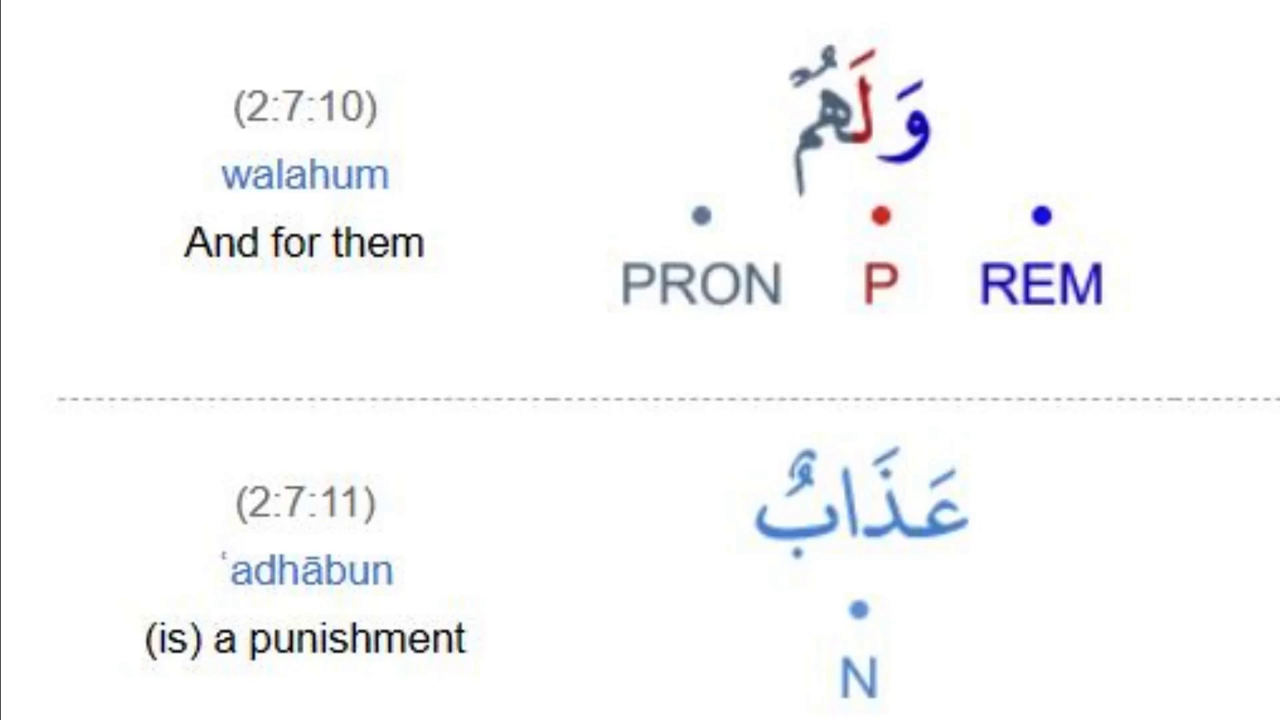 (2:7:10)
walahum
And for them
وَلَهُمْ
PRON P REM
(2:7:11)
ʿadhābun
(is) a punishment
عَذَابٌ
N